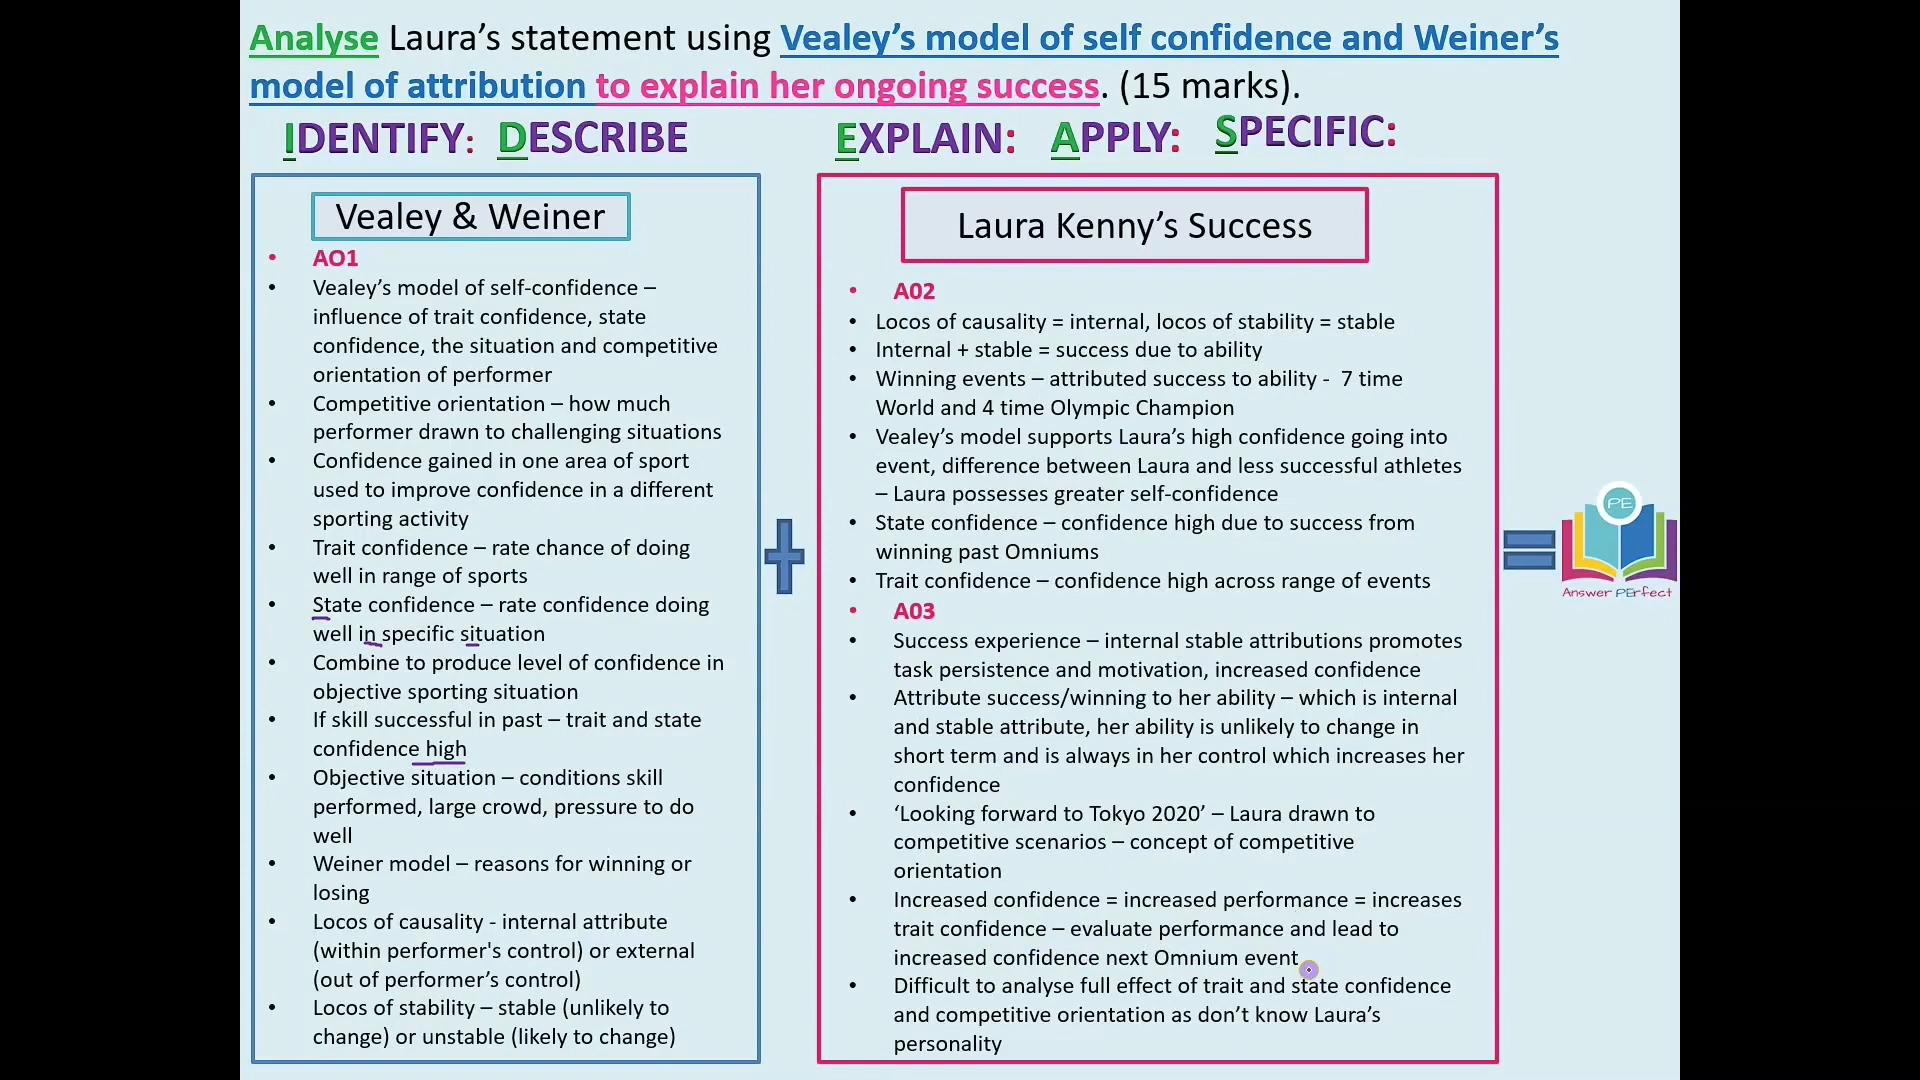 Analyse Laura’s statement using Vealey’s model of self confidence and Weiner’s
model of attribution to explain her ongoing success. (15 marks).
IDENTIFY: DESCRIBE
EXPLAIN: APPLY: SPECIFIC:
Vealey & Weiner
• AO1
• Vealey’s model of self-confidence –
influence of trait confidence, state
confidence, the situation and competitive
orientation of performer
• Competitive orientation – how much
performer drawn to challenging situations
• Confidence gained in one area of sport
used to improve confidence in a different
sporting activity
• Trait confidence – rate chance of doing
well in range of sports
• State confidence – rate confidence doing
well in specific situation
• Combine to produce level of confidence in
objective sporting situation
• If skill successful in past – trait and state
confidence high
• Objective situation – conditions skill
performed, large crowd, pressure to do
well
• Weiner model – reasons for winning or
losing
• Locos of causality - internal attribute
(within performer's control) or external
(out of performer’s control)
• Locos of stability – stable (unlikely to
change) or unstable (likely to change)
Laura Kenny’s Success
• A02
• Locos of causality = internal, locos of stability = stable
• Internal + stable = success due to ability
• Winning events – attributed success to ability - 7 time
World and 4 time Olympic Champion
• Vealey’s model supports Laura’s high confidence going into
event, difference between Laura and less successful athletes
– Laura possesses greater self-confidence
• State confidence – confidence high due to success from
winning past Omniums
• Trait confidence – confidence high across range of events
• A03
• Success experience – internal stable attributions promotes
task persistence and motivation, increased confidence
• Attribute success/winning to her ability – which is internal
and stable attribute, her ability is unlikely to change in
short term and is always in her control which increases her
confidence
• ‘Looking forward to Tokyo 2020’ – Laura drawn to
competitive scenarios – concept of competitive
orientation
• Increased confidence = increased performance = increases
trait confidence – evaluate performance and lead to
increased confidence next Omnium event
• Difficult to analyse full effect of trait and state confidence
and competitive orientation as don’t know Laura’s
personality
PE
Answer PErfect